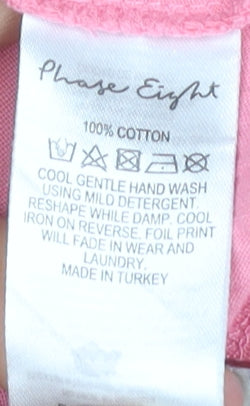 Phase Eight
100% COTTON
COOL GENTLE HAND WASH
USING MILD DETERGENT.
RESHAPE WHILE DAMP. COOL
IRON ON REVERSE. FOIL PRINT
WILL FADE IN WEAR AND
LAUNDRY.
MADE IN TURKEY